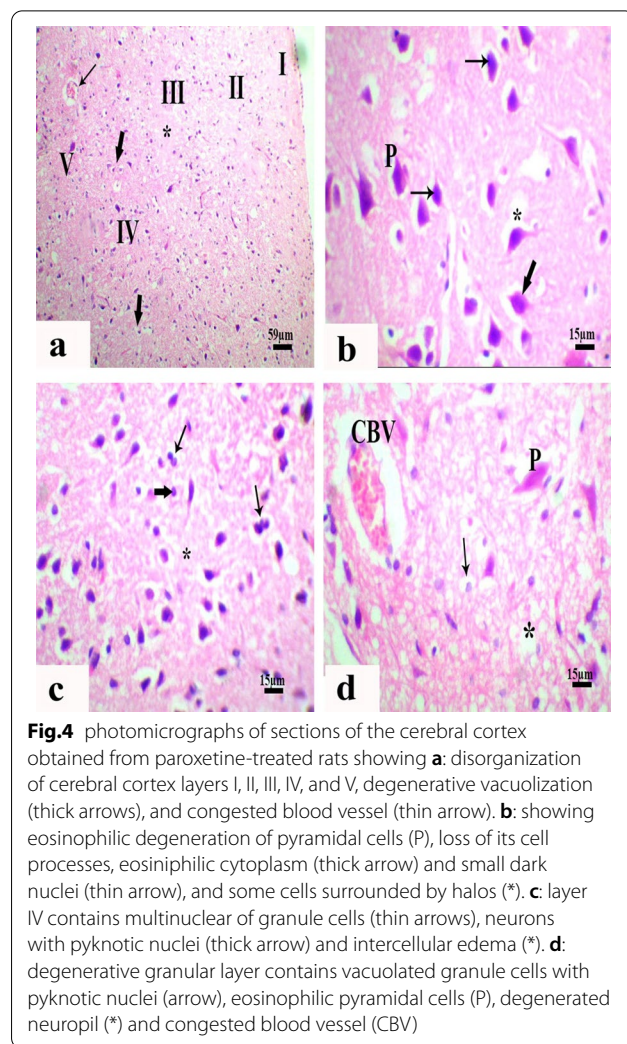 I
II
III
*
V
IV
a
59µm
P
*
b
15µm
*
c
15µm
CBV
P
*
d
15µm
Fig.4 photomicrographs of sections of the cerebral cortex
obtained from paroxetine-treated rats showing a: disorganization
of cerebral cortex layers I, II, III, IV, and V, degenerative vacuolization
(thick arrows), and congested blood vessel (thin arrow). b: showing
eosinophilic degeneration of pyramidal cells (P), loss of its cell
processes, eosiniphilic cytoplasm (thick arrow) and small dark
nuclei (thin arrow), and some cells surrounded by halos (*). c: layer
IV contains multinuclear of granule cells (thin arrows), neurons
with pyknotic nuclei (thick arrow) and intercellular edema (*). d:
degenerative granular layer contains vacuolated granule cells with
pyknotic nuclei (arrow), eosinophilic pyramidal cells (P), degenerated
neuropil (*) and congested blood vessel (CBV)